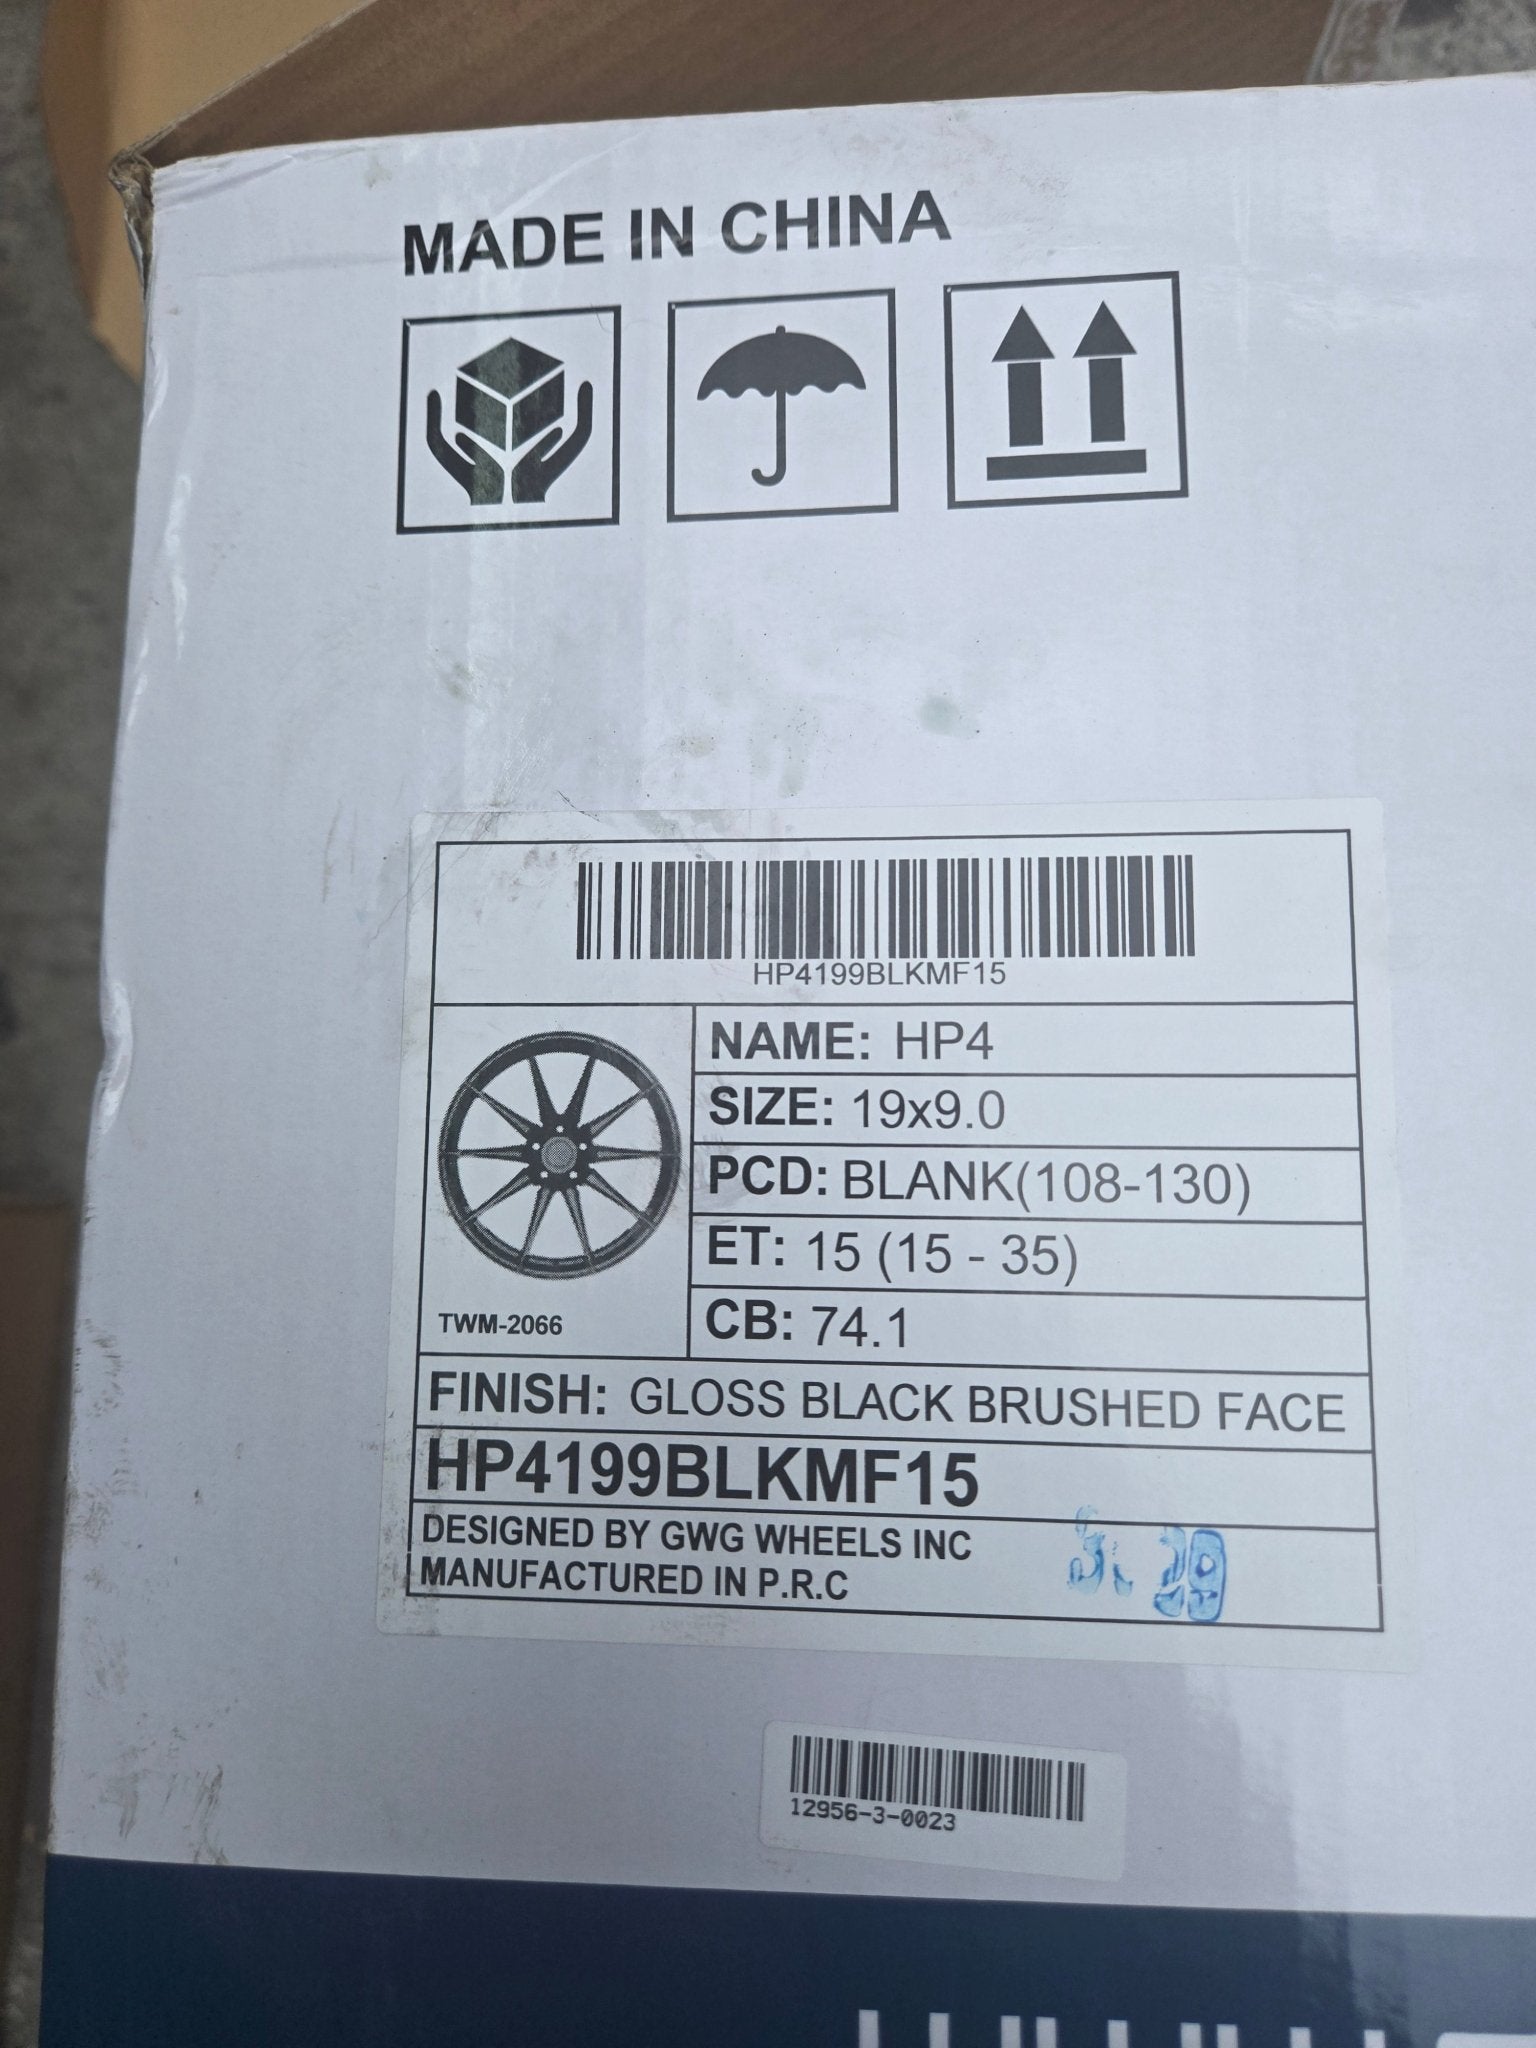 MADE IN CHINA
HP4199BLKMF15
NAME: HP4
SIZE: 19x9.0
PCD: BLANK(108-130)
ET: 15 (15 - 35)
CB: 74.1
TWM-2066
FINISH: GLOSS BLACK BRUSHED FACE
HP4199BLKMF15
DESIGNED BY GWG WHEELS INC
MANUFACTURED IN P.R.C
12956-3-0023